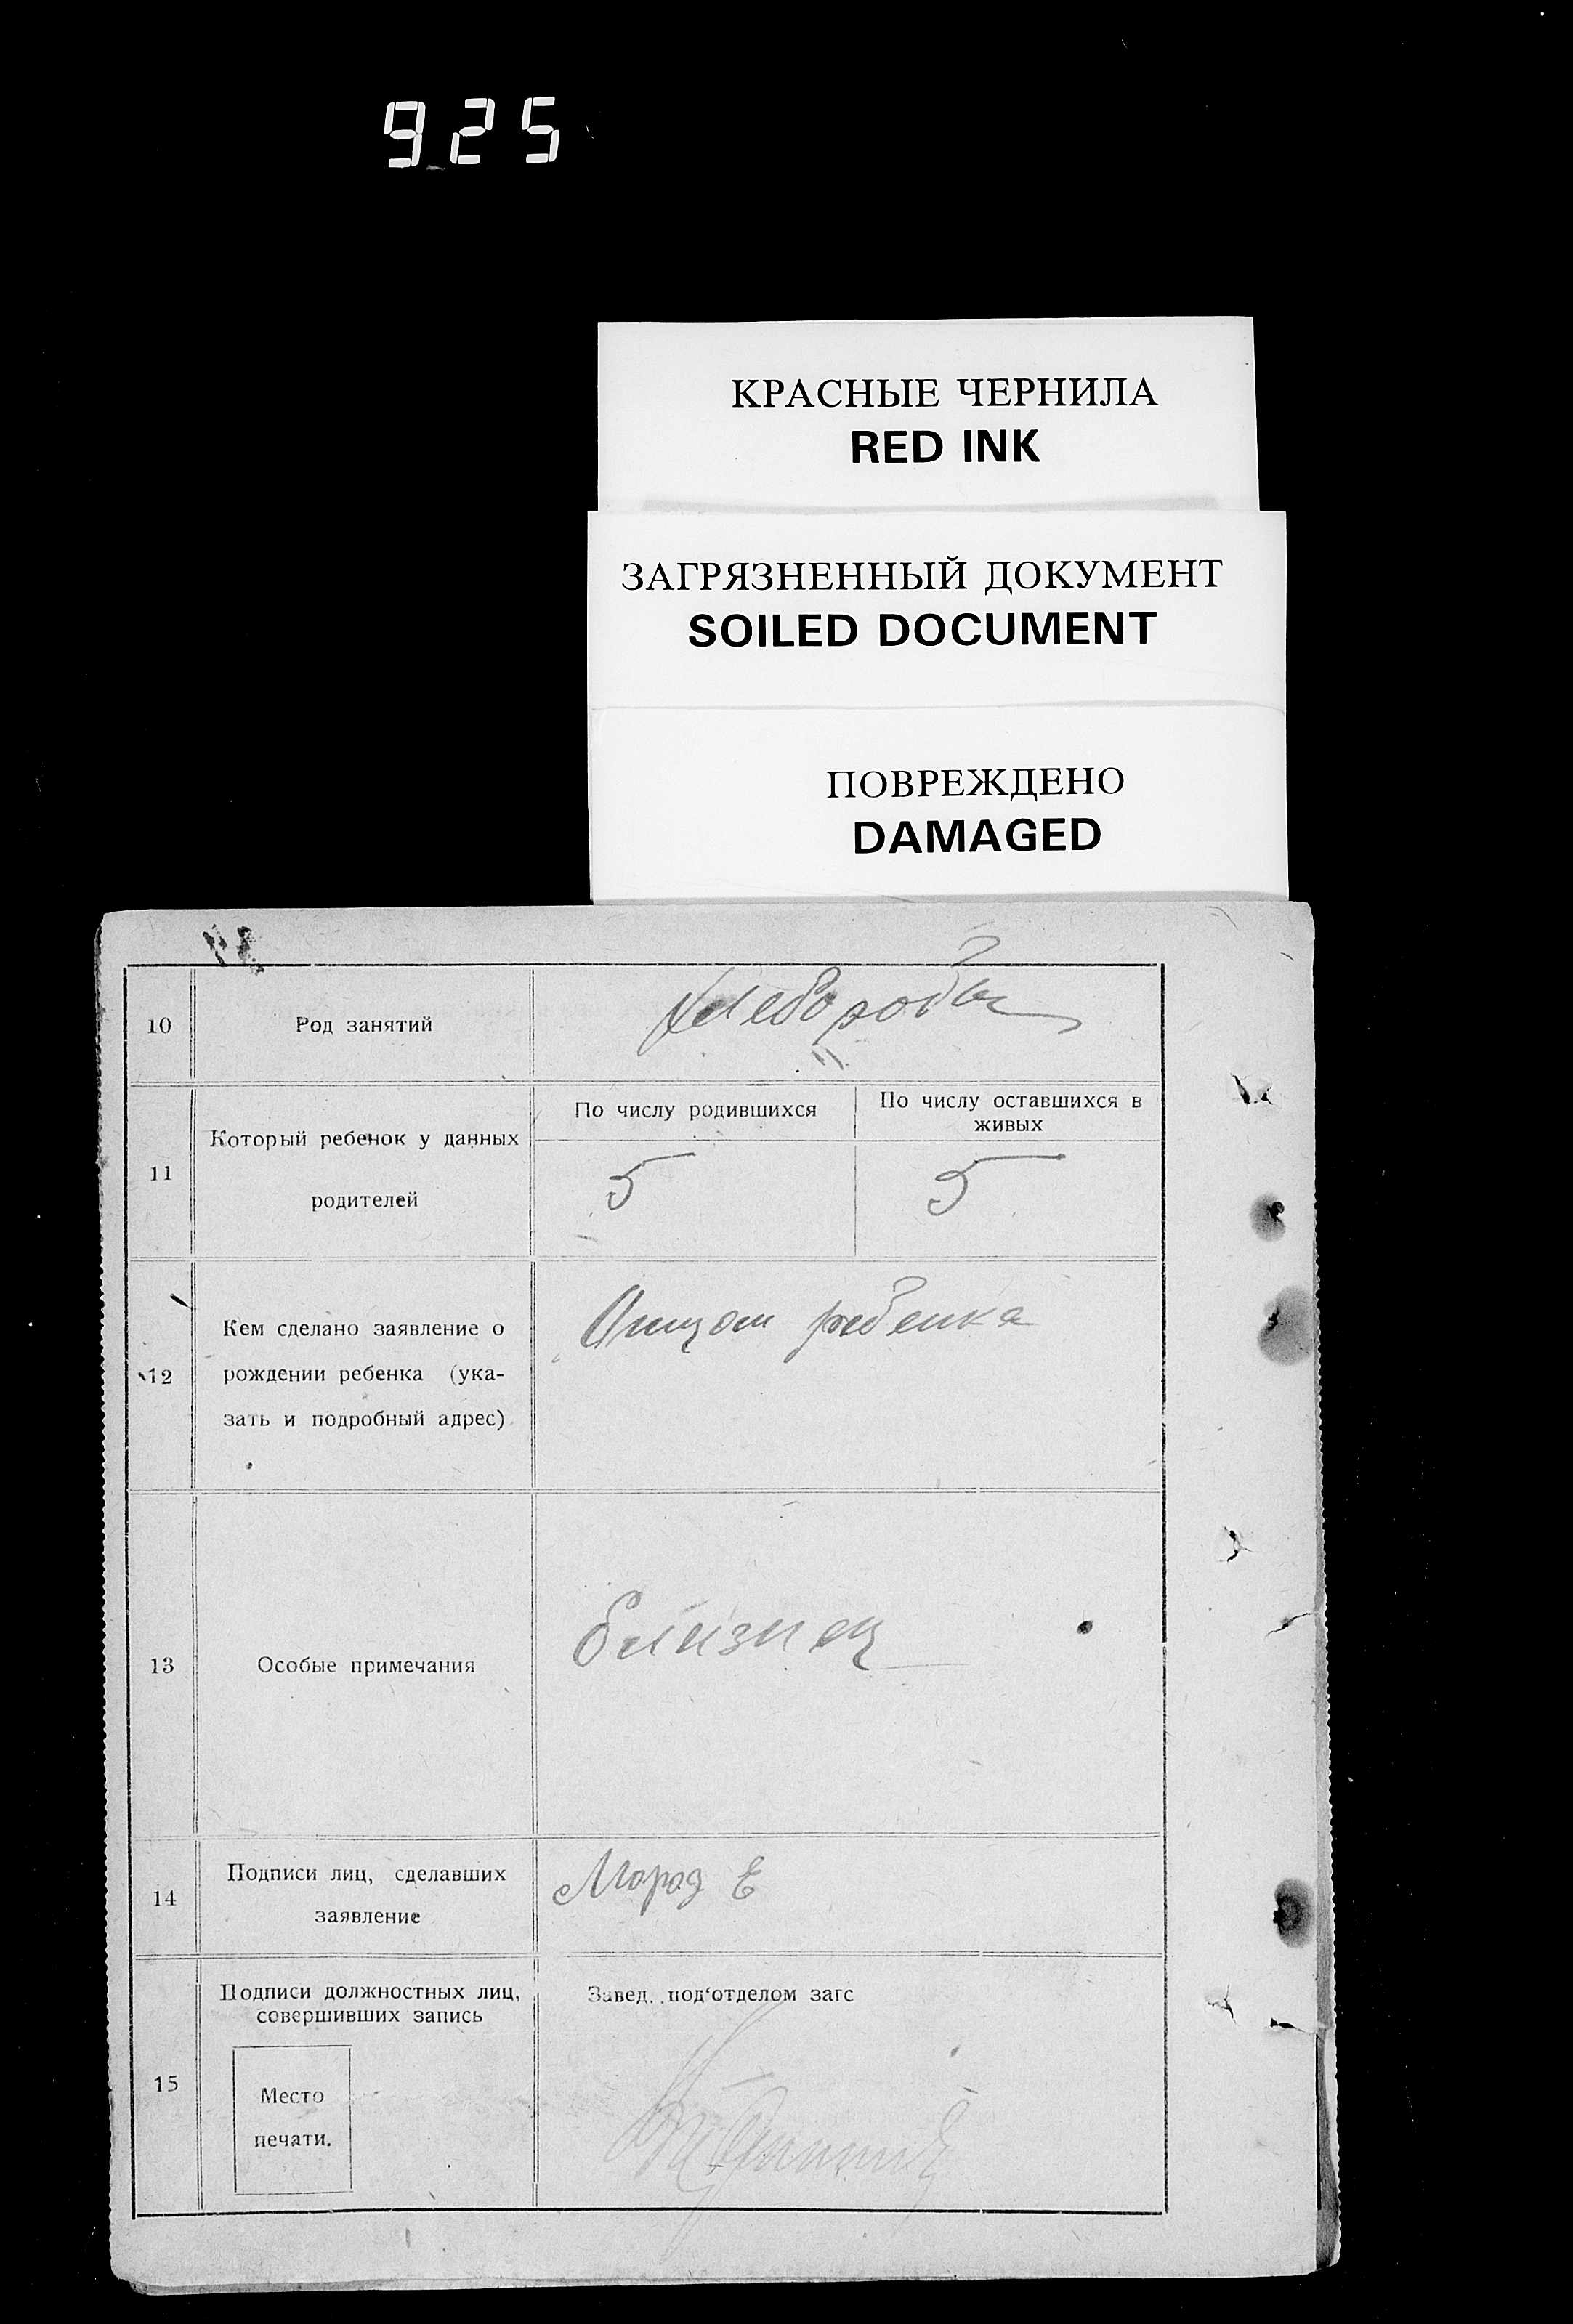 925
КРАСНЫЕ ЧЕРНИЛА
RED INK
ЗАГРЯЗНЕННЫЙ ДОКУМЕНТ
SOILED DOCUMENT
ПОВРЕЖДЕНО
DAMAGED
10
Род занятий
Хлебороб
11
Который ребенок у данных
родителей
По числу родившихся
5
По числу оставшихся в
живых
5
12
Кем сделано заявление о
рождении ребенка (ука-
зать и подробный адрес)
Отцом ребенка
13
Особые примечания
близнец
14
Подписи лиц, сделавших
заявление
Мороз Е
15
Подписи должностных лиц,
совершивших запись
Место
печати.
Завед. под'отделом загс